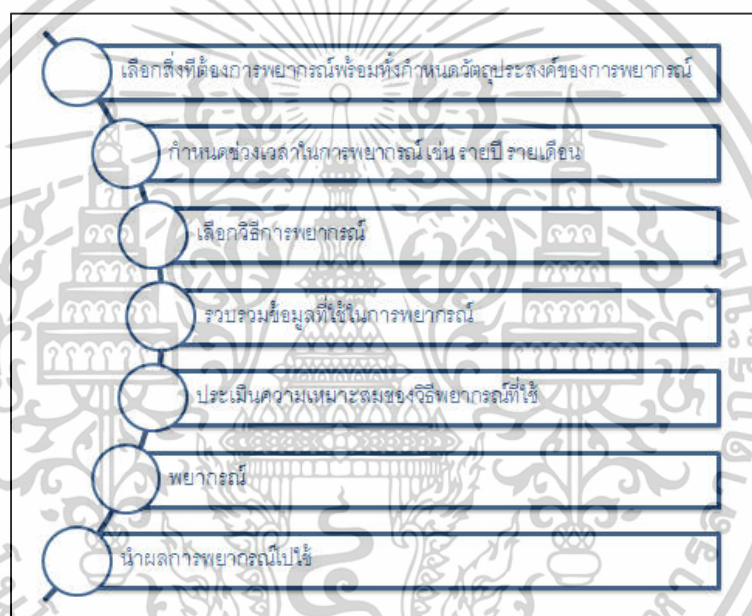 เลือกสิ่งที่ต้องการพยากรณ์พร้อมทั้งกำหนดวัตถุประสงค์ของการพยากรณ์
กำหนดช่วงเวลาในการพยากรณ์ เช่น รายปี รายเดือน
เลือกวิธีการพยากรณ์
รวบรวมข้อมูลที่ใช้ในการพยากรณ์
ประเมินความเหมาะสมของวิธีพยากรณ์ที่ใช้
พยากรณ์
นำผลการพยากรณ์ไปใช้